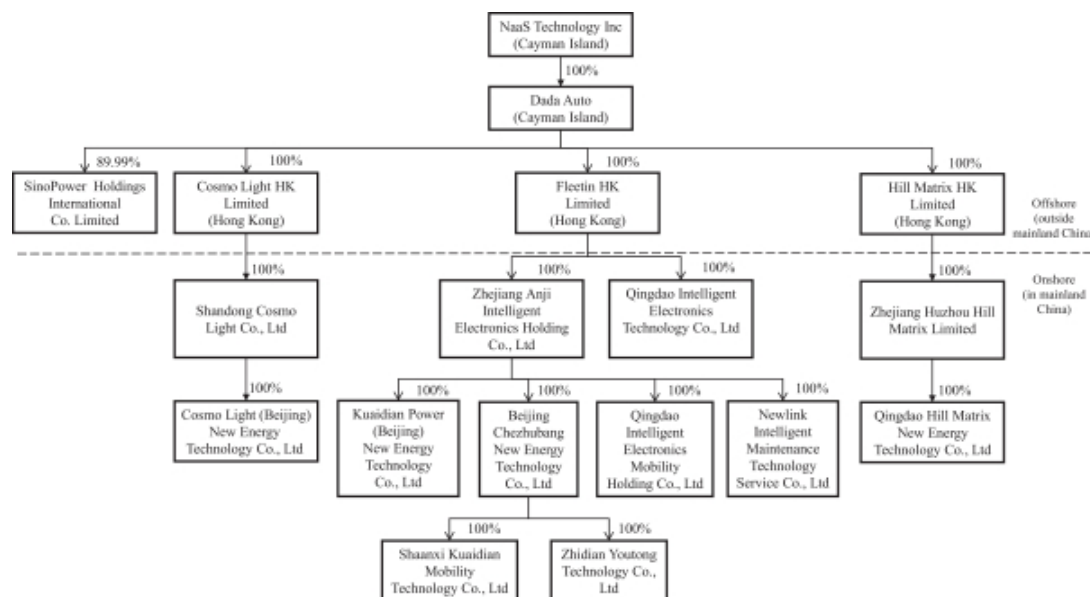 NaaS Technology Inc
(Cayman Island)
100%
Dada Auto
(Cayman Island)
89.99%
100%
100%
100%
SinoPower Holdings
International
Co. Limited
Cosmo Light HK
Limited
(Hong Kong)
Fleetin HK
Limited
(Hong Kong)
Hill Matrix HK
Limited
(Hong Kong)
Offshore
(outside
mainland China
100%
100%
100%
100%
Onshore
(in mainland
China)
Shandong Cosmo
Light Co., Ltd
Zhejiang Anji
Intelligent
Electronics Holding
Co., Ltd
Qingdao Intelligent
Electronics
Technology Co., Ltd
Zhejiang Huzhou Hill
Matrix Limited
100%
100%
100%
100%
100%
100%
Cosmo Light (Beijing)
New Energy
Technology Co., Ltd
Kuaidian Power
(Beijing)
New Energy
Technology
Co., Ltd
Beijing
Chezhubang
New Energy
Technology
Co., Ltd
Qingdao
Intelligent
Electronics
Mobility
Holding Co., Ltd
Newlink
Intelligent
Maintenance
Technology
Service Co., Ltd
Qingdao Hill Matrix
New Energy
Technology Co., Ltd
100%
100%
Shaanxi Kuaidian
Mobility
Technology Co., Ltd
Zhidian Youtong
Technology Co.,
Ltd